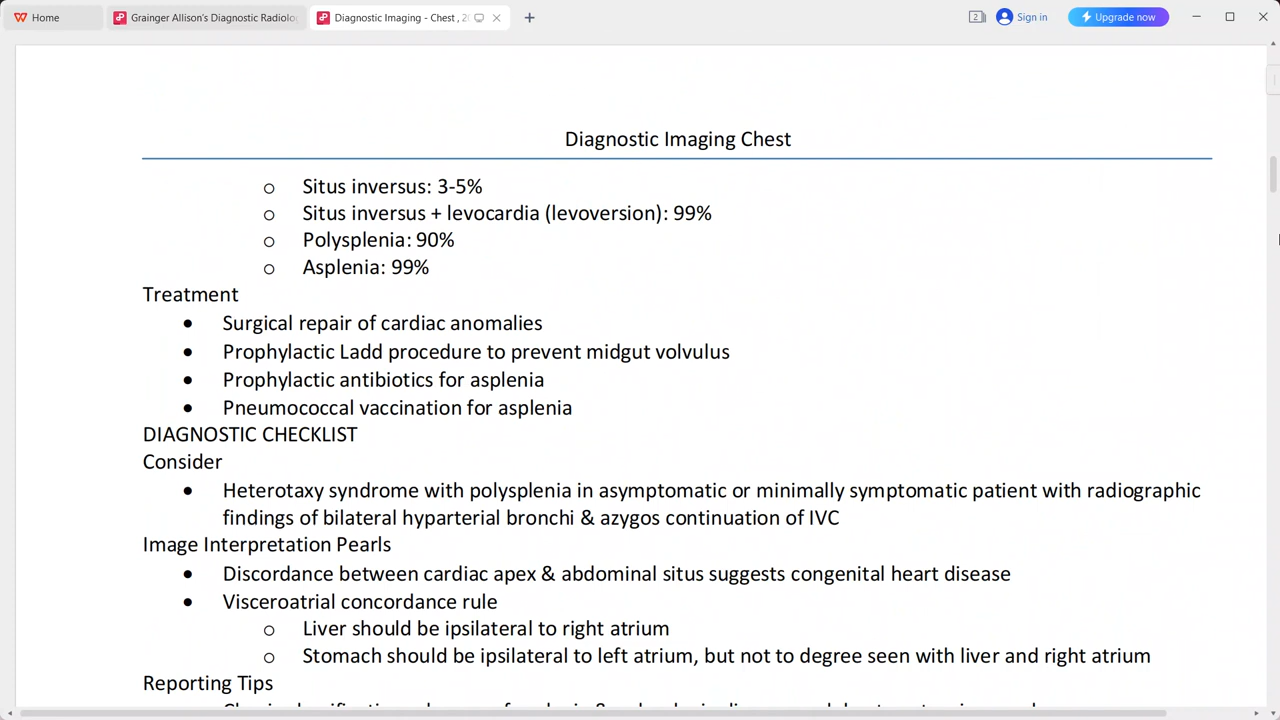 Home
Grainger Allison's Diagnostic Radiolo
Diagnostic Imaging - Chest , 20
2
Sign in
Upgrade now
Diagnostic Imaging Chest
o Situs inversus: 3-5%
o Situs inversus + levocardia (levoversion): 99%
o Polysplenia: 90%
o Asplenia: 99%
Treatment
• Surgical repair of cardiac anomalies
• Prophylactic Ladd procedure to prevent midgut volvulus
• Prophylactic antibiotics for asplenia
• Pneumococcal vaccination for asplenia
DIAGNOSTIC CHECKLIST
Consider
• Heterotaxy syndrome with polysplenia in asymptomatic or minimally symptomatic patient with radiographic
findings of bilateral hyparterial bronchi & azygos continuation of IVC
Image Interpretation Pearls
• Discordance between cardiac apex & abdominal situs suggests congenital heart disease
• Visceroatrial concordance rule
o Liver should be ipsilateral to right atrium
o Stomach should be ipsilateral to left atrium, but not to degree seen with liver and right atrium
Reporting Tips